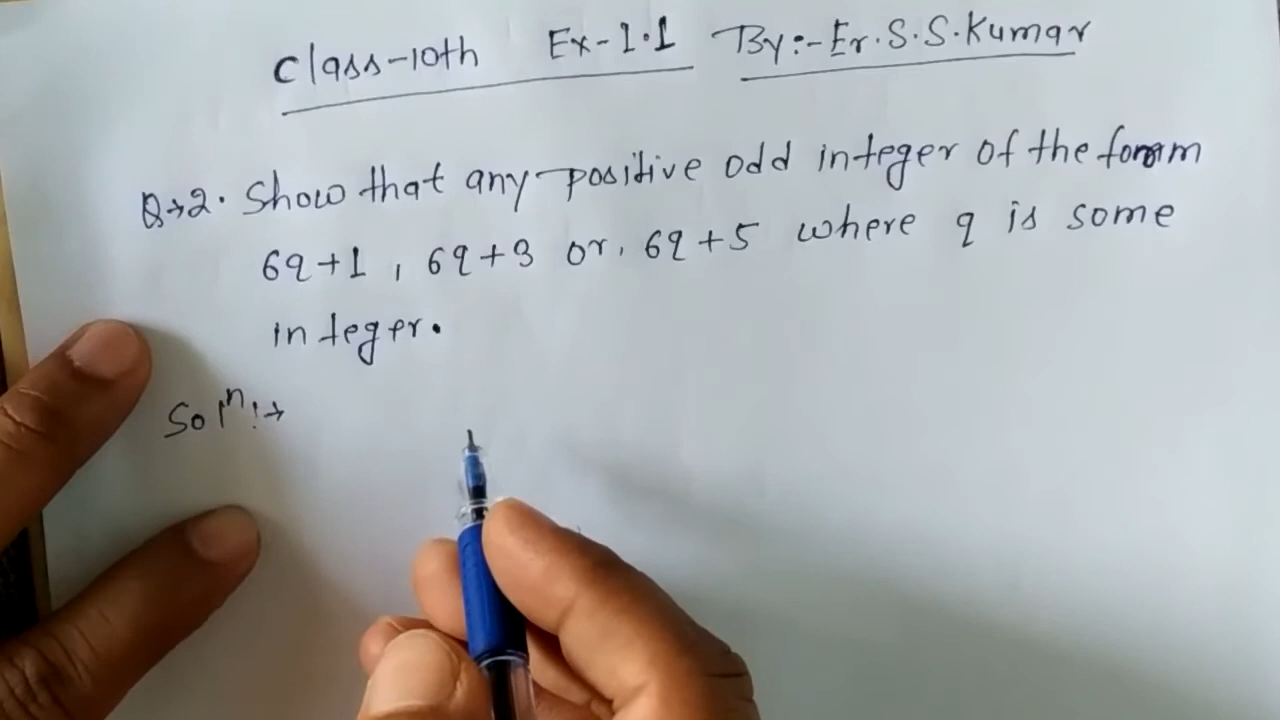 Class-10th Ex-1.1 By:-Er.S.S.Kumar
Q→2. Show that any positive odd integer of the form
6q+1, 6q+3 or, 6q+5 where q is some
integer.
Solⁿ:→